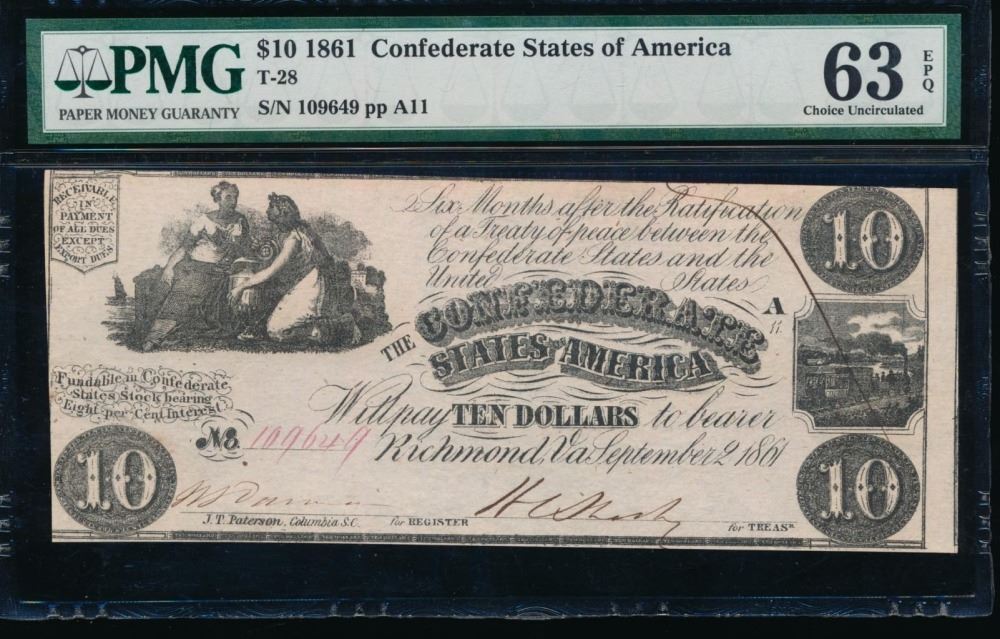 PMG
PAPER MONEY GUARANTY
$10 1861 Confederate States of America
T-28
S/N 109649 pp A11
63
EPQ
Choice Uncirculated
RECEIVABLE
IN
PAYMENT
OF ALL DUES
EXCEPT
EXPORT DUES
Six Months after the Ratification
of a Treaty of peace between the
Confederate States and the
United States
10
A
11.
THE
CONFEDERATE
STATES OF AMERICA
Fundable in Confederate
States Stock bearing
Eight per Cent Interest
Will pay TEN DOLLARS to bearer
No. 109649
Richmond, Va September 2 1861
10
10
J. T. Paterson, Columbia S.C.
for REGISTER
for TREASR